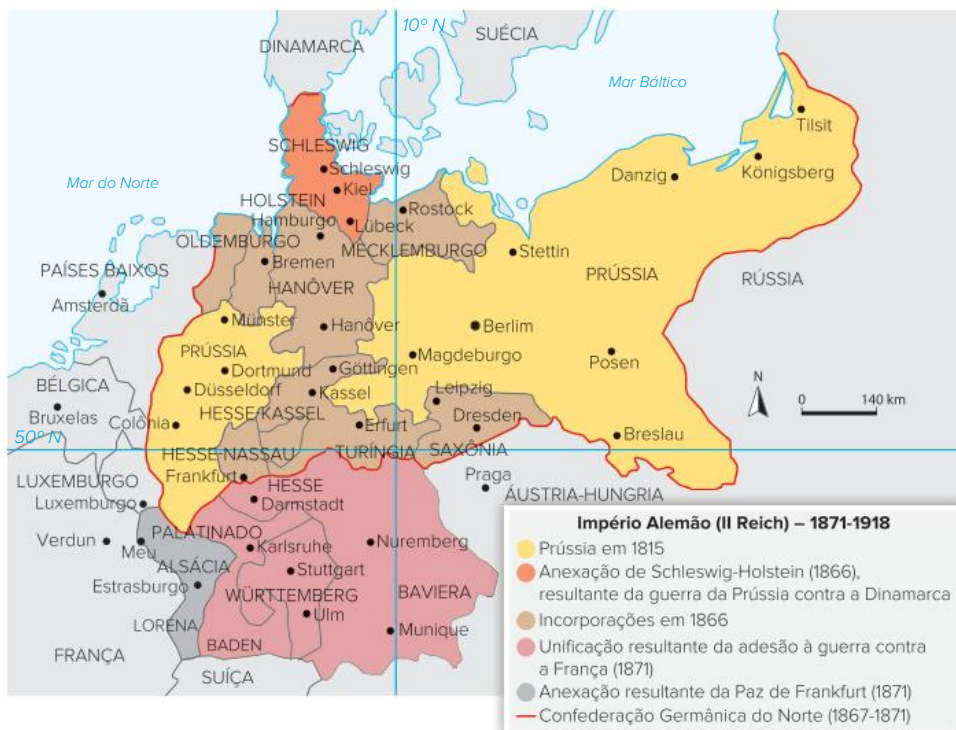 10º N
DINAMARCA
SUÉCIA
Mar Báltico
Tilsit
SCHLESWIG
Schleswig
Königsberg
Mar do Norte
Kiel
Danzig
HOLSTEIN
Rostock
Hamburgo
Lübeck
OLDEMBURGO
MECKLEMBURGO
Stettin
PAÍSES BAIXOS
Bremen
PRÚSSIA
RÚSSIA
HANÔVER
Amsterdã
Münster
Hanôver
Berlim
PRÚSSIA
Magdeburgo
Posen
Dortmund
Göttingen
N
BÉLGICA
Düsseldorf
Kassel
Leipzig
0 140 km
Bruxelas
HESSE-KASSEL
Dresden
Colônia
Erfurt
Breslau
50º N
HESSE-NASSAU
TURÍNGIA
SAXÔNIA
Frankfurt
Praga
LUXEMBURGO
HESSE
ÁUSTRIA-HUNGRIA
Luxemburgo
Darmstadt
PALATINADO
Verdun
Meu
Karlsruhe
Nuremberg
ALSÁCIA
Estrasburgo
Stuttgart
WÜRTTEMBERG
BAVIERA
Ulm
LORENA
Munique
BADEN
FRANÇA
SUÍÇA
Império Alemão (II Reich) – 1871-1918
Prússia em 1815
Anexação de Schleswig-Holstein (1866),
resultante da guerra da Prússia contra a Dinamarca
Incorporações em 1866
Unificação resultante da adesão à guerra contra
a França (1871)
Anexação resultante da Paz de Frankfurt (1871)
Confederação Germânica do Norte (1867-1871)